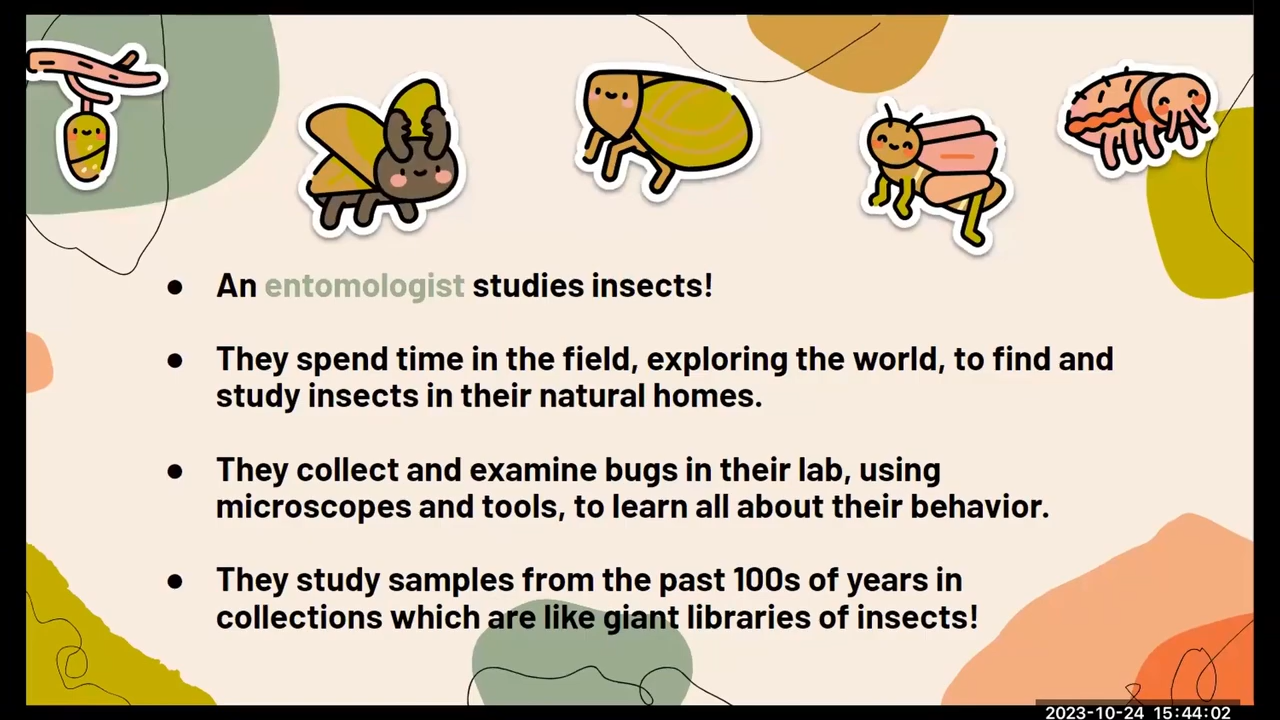 ● An entomologist studies insects!
● They spend time in the field, exploring the world, to find and
study insects in their natural homes.
● They collect and examine bugs in their lab, using
microscopes and tools, to learn all about their behavior.
● They study samples from the past 100s of years in
collections which are like giant libraries of insects!
2023-10-24 15:44:02